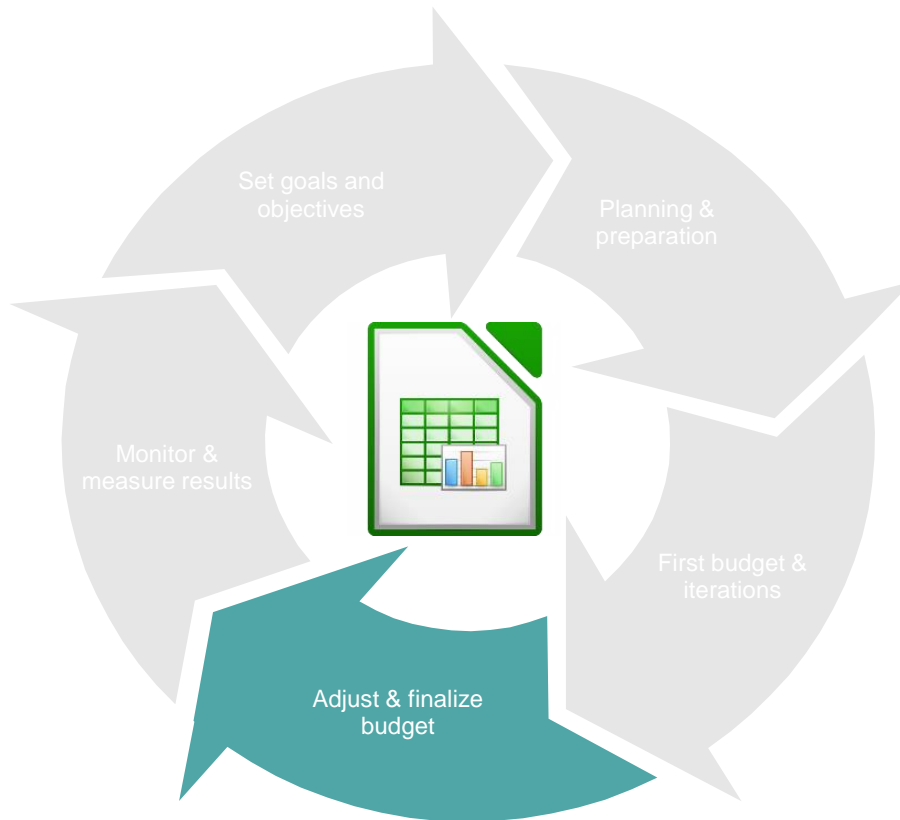 Set goals and
objectives
Planning &
preparation
First budget &
iterations
Adjust & finalize
budget
Monitor &
measure results